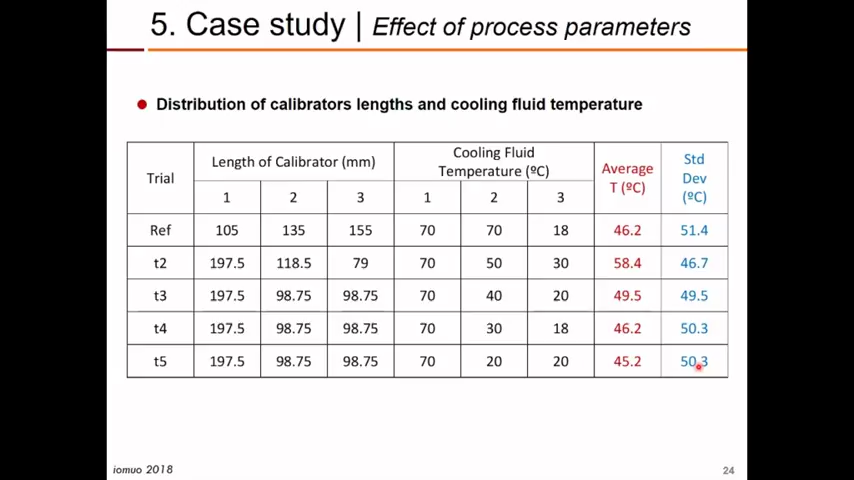 5. Case study | Effect of process parameters
Distribution of calibrators lengths and cooling fluid temperature
Trial Length of Calibrator (mm) Cooling Fluid Temperature (ºC) Average T (ºC) Std Dev (ºC)
1 2 3 1 2 3
Ref 105 135 155 70 70 18 46.2 51.4
t2 197.5 118.5 79 70 50 30 58.4 46.7
t3 197.5 98.75 98.75 70 40 20 49.5 49.5
t4 197.5 98.75 98.75 70 30 18 46.2 50.3
t5 197.5 98.75 98.75 70 20 20 45.2 50.3
iomuo 2018
24